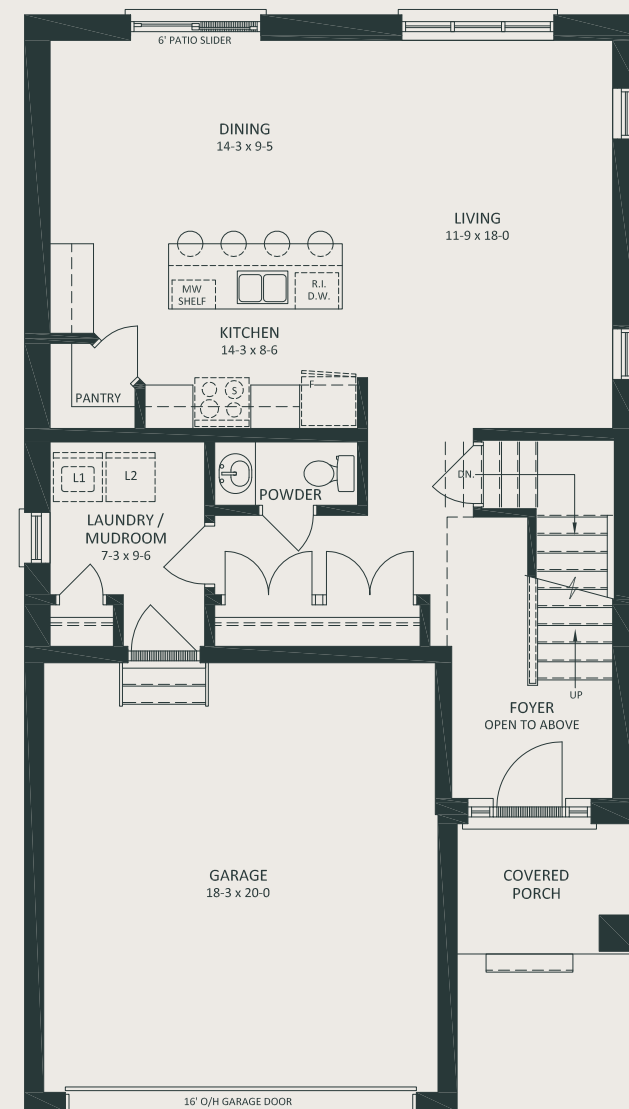 6' PATIO SLIDER
DINING
14-3 x 9-5
LIVING
11-9 x 18-0
MW
SHELF
R.I.
D.W.
KITCHEN
14-3 x 8-6
S
F
PANTRY
L1
L2
POWDER
DN.
LAUNDRY /
MUDROOM
7-3 x 9-6
UP
FOYER
OPEN TO ABOVE
GARAGE
18-3 x 20-0
COVERED
PORCH
16' O/H GARAGE DOOR